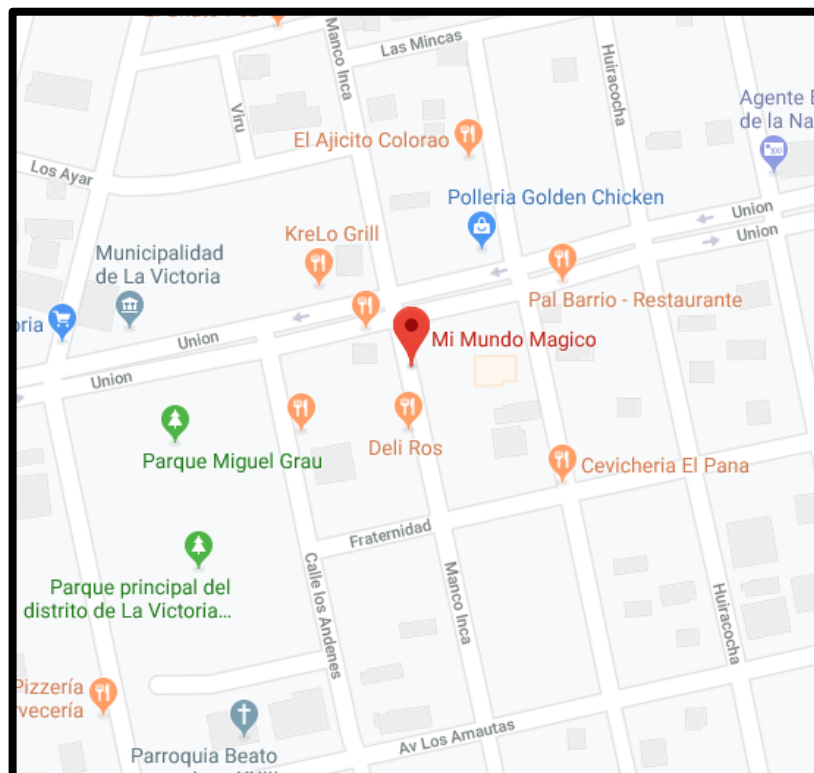 Manco Inca
Las Mincas
Huiracocha
Viru
Agente
de la Na
El Ajicito Colorao
Los Ayar
Polleria Golden Chicken
Union
Union
KreLo Grill
Municipalidad
de La Victoria
Pal Barrio - Restaurante
oria
Union
Mi Mundo Magico
Union
Deli Ros
Parque Miguel Grau
Cevicheria El Pana
Fraternidad
Calle los Andenes
Manco Inca
Parque principal del
distrito de La Victoria...
Huiracocha
Pizzería
vecería
Av Los Amautas
Parroquia Beato